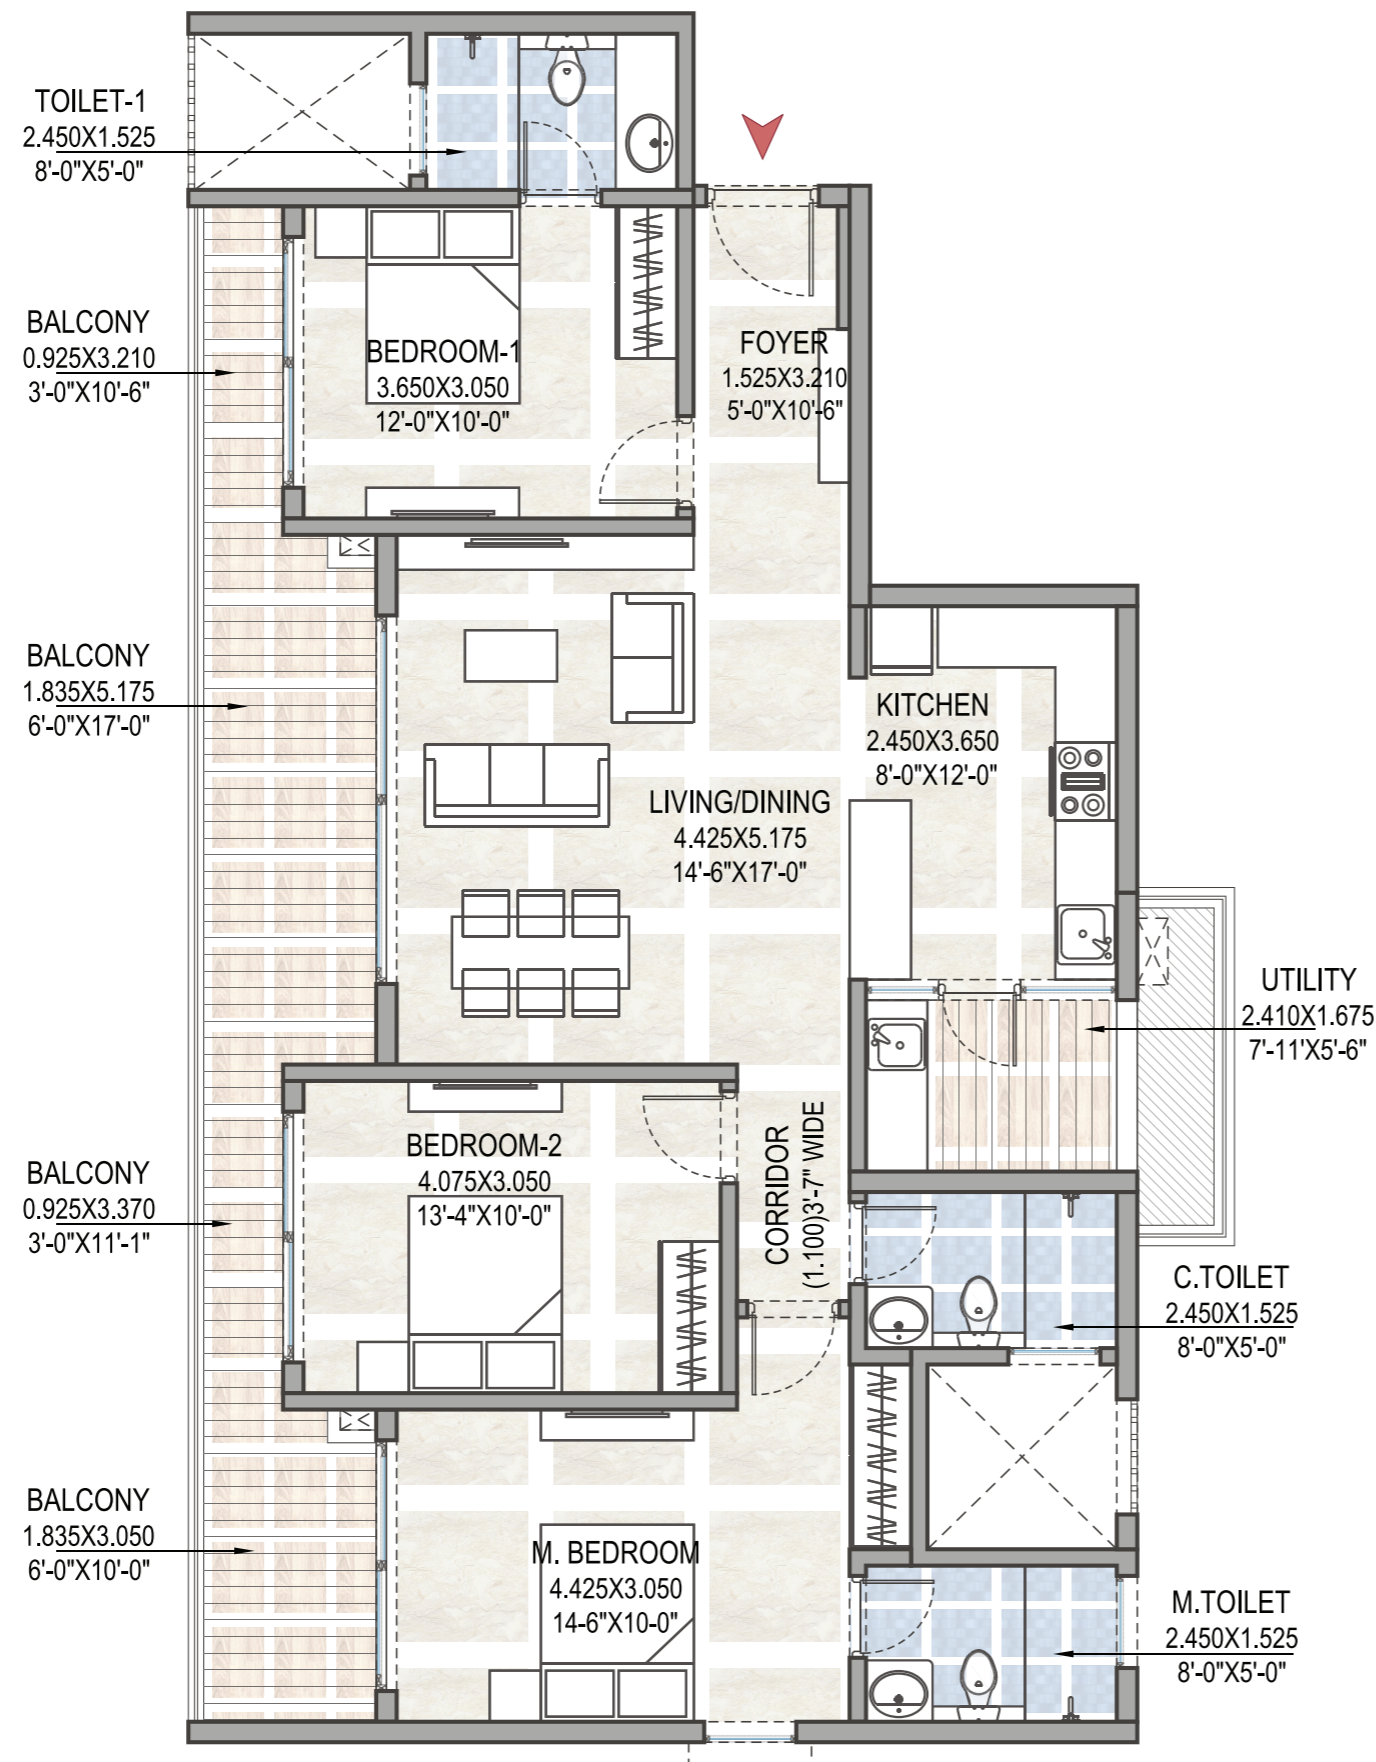 TOILET-1
2.450X1.525
8'-0"X5'-0"
BALCONY
0.925X3.210
3'-0"X10'-6"
BEDROOM-1
3.650X3.050
12'-0"X10'-0"
FOYER
1.525X3.210
5'-0"X10'-6"
BALCONY
1.835X5.175
6'-0"X17'-0"
KITCHEN
2.450X3.650
8'-0"X12'-0"
LIVING/DINING
4.425X5.175
14'-6"X17'-0"
UTILITY
2.410X1.675
7'-11'X5'-6"
BALCONY
0.925X3.370
3'-0"X11'-1"
BEDROOM-2
4.075X3.050
13'-4"X10'-0"
CORRIDOR
(1.100)3'-7" WIDE
C.TOILET
2.450X1.525
8'-0"X5'-0"
BALCONY
1.835X3.050
6'-0"X10'-0"
M. BEDROOM
4.425X3.050
14-6"X10-0"
M.TOILET
2.450X1.525
8'-0"X5'-0"